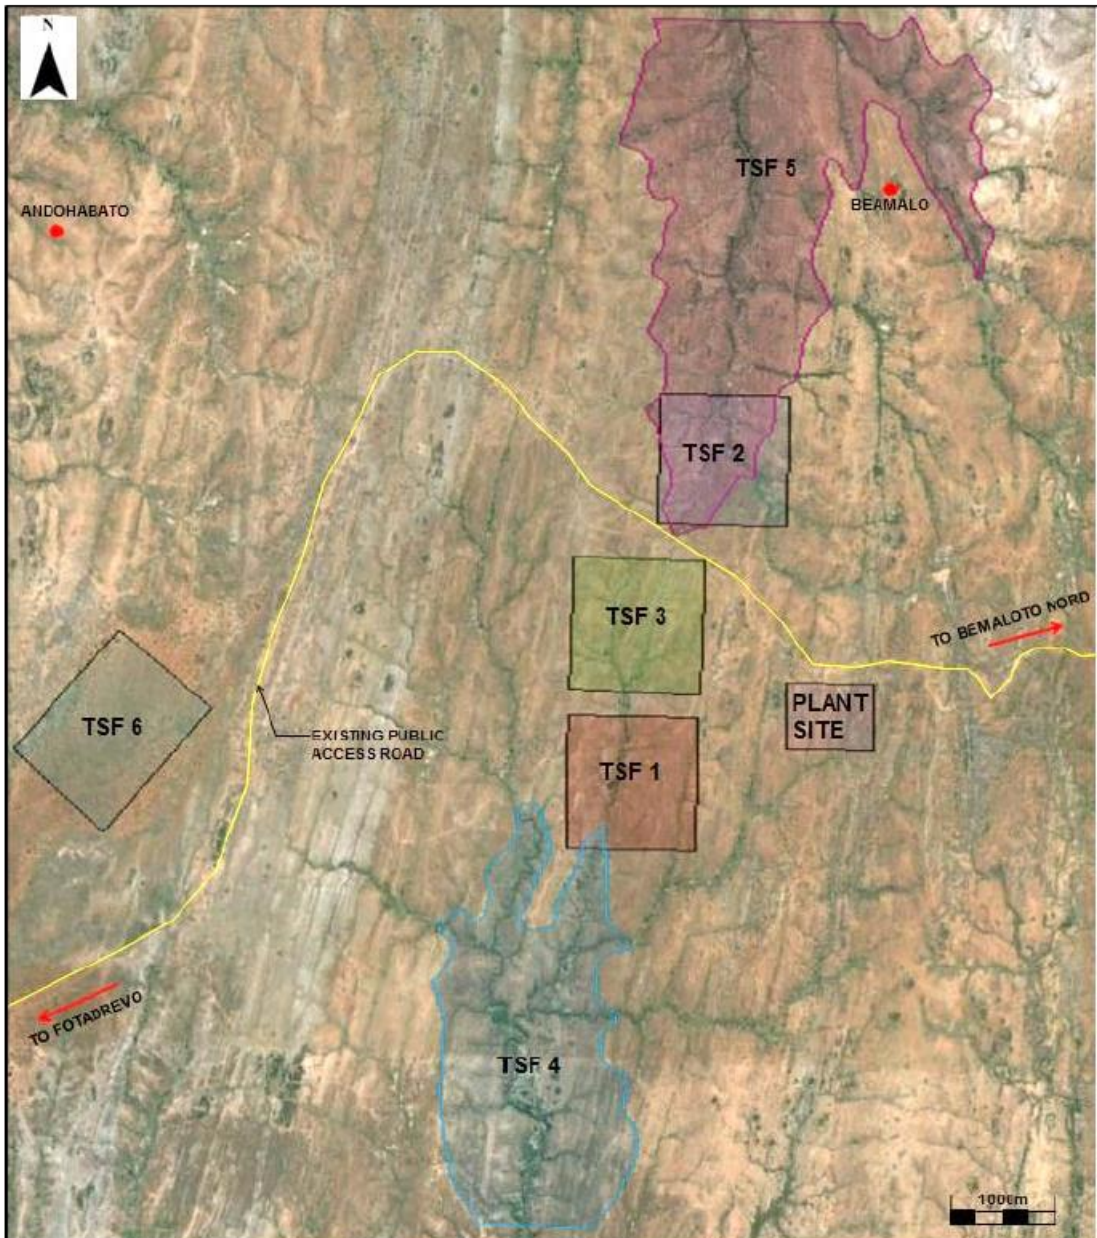 N
TSF 5
ANDOHABATO
BEAMALO
TSF 2
TSF 3
TO BEMALOTO NORD
TSF 6
EXISTING PUBLIC
ACCESS ROAD
PLANT
SITE
TSF 1
TO FOTADREVO
TSF 4
1000m